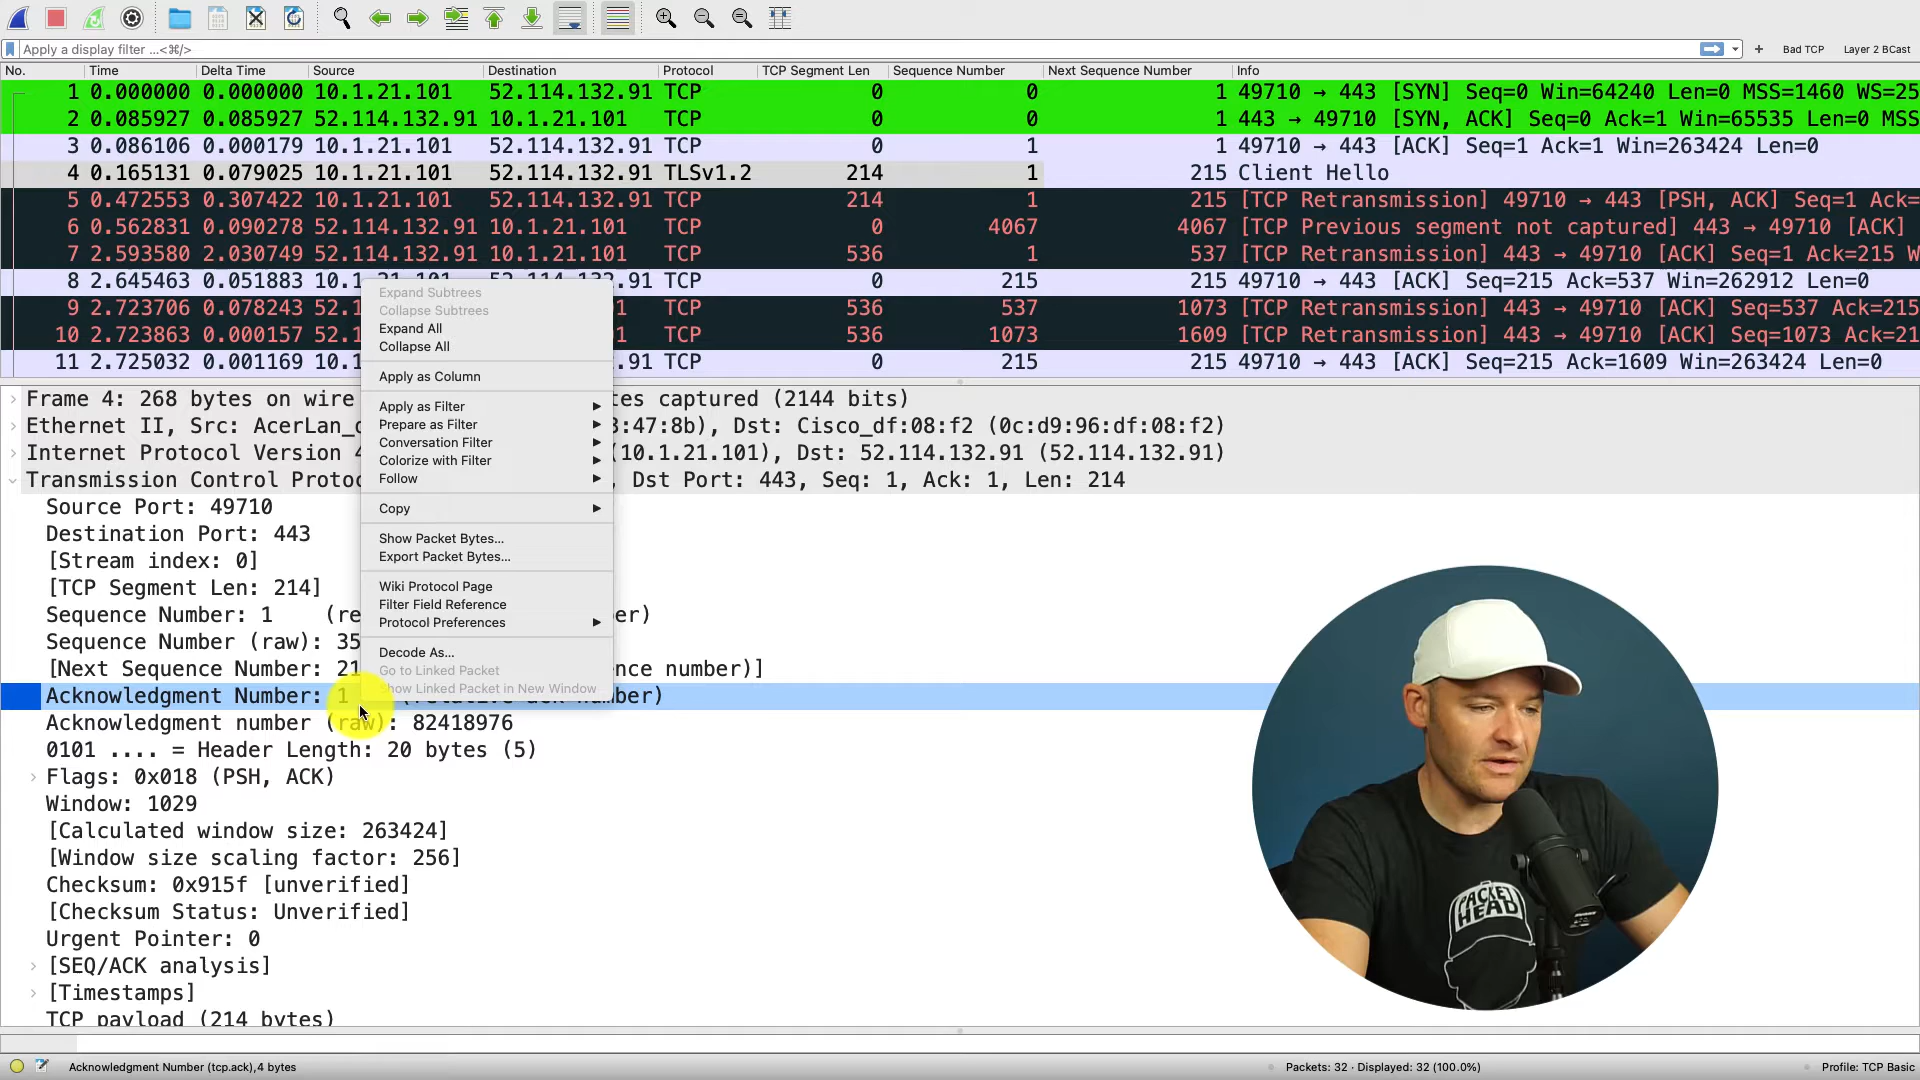 Apply a display filter ...<⌘/>
+ Bad TCP Layer 2 BCast
No. Time Delta Time Source Destination Protocol TCP Segment Len Sequence Number Next Sequence Number Info
1 0.000000 0.000000 10.1.21.101 52.114.132.91 TCP 0 0 1 49710 → 443 [SYN] Seq=0 Win=64240 Len=0 MSS=1460 WS=25
2 0.085927 0.085927 52.114.132.91 10.1.21.101 TCP 0 0 1 443 → 49710 [SYN, ACK] Seq=0 Ack=1 Win=65535 Len=0 MSS
3 0.086106 0.000179 10.1.21.101 52.114.132.91 TCP 0 1 1 49710 → 443 [ACK] Seq=1 Ack=1 Win=263424 Len=0
4 0.165131 0.079025 10.1.21.101 52.114.132.91 TLSv1.2 214 1 215 Client Hello
5 0.472553 0.307422 10.1.21.101 52.114.132.91 TCP 214 1 215 [TCP Retransmission] 49710 → 443 [PSH, ACK] Seq=1 Ack=
6 0.562831 0.090278 52.114.132.91 10.1.21.101 TCP 0 4067 4067 [TCP Previous segment not captured] 443 → 49710 [ACK]
7 2.593580 2.030749 52.114.132.91 10.1.21.101 TCP 536 1 537 [TCP Retransmission] 443 → 49710 [ACK] Seq=1 Ack=215 W
8 2.645463 0.051883 10.1.21.101 52.114.132.91 TCP 0 215 215 49710 → 443 [ACK] Seq=215 Ack=537 Win=262912 Len=0
9 2.723706 0.078243 52.1 1 TCP 536 537 1073 [TCP Retransmission] 443 → 49710 [ACK] Seq=537 Ack=215
10 2.723863 0.000157 52.1 1 TCP 536 1073 1609 [TCP Retransmission] 443 → 49710 [ACK] Seq=1073 Ack=21
11 2.725032 0.001169 10.1 132.91 TCP 0 215 215 49710 → 443 [ACK] Seq=215 Ack=1609 Win=263424 Len=0
Expand Subtrees
Collapse Subtrees
Expand All
Collapse All
Apply as Column
Apply as Filter
Prepare as Filter
Conversation Filter
Colorize with Filter
Follow
Copy
Show Packet Bytes...
Export Packet Bytes...
Wiki Protocol Page
Filter Field Reference
Protocol Preferences
Decode As...
Go to Linked Packet
Show Linked Packet in New Window
Frame 4: 268 bytes on wire tes captured (2144 bits)
Ethernet II, Src: AcerLan_d 3:47:8b), Dst: Cisco_df:08:f2 (0c:d9:96:df:08:f2)
Internet Protocol Version 4 (10.1.21.101), Dst: 52.114.132.91 (52.114.132.91)
Transmission Control Protoc , Dst Port: 443, Seq: 1, Ack: 1, Len: 214
Source Port: 49710
Destination Port: 443
[Stream index: 0]
[TCP Segment Len: 214]
Sequence Number: 1 (re er)
Sequence Number (raw): 35
[Next Sequence Number: 21 nce number)]
Acknowledgment Number: 1 (relative ack number)
Acknowledgment number (raw): 82418976
0101 .... = Header Length: 20 bytes (5)
Flags: 0x018 (PSH, ACK)
Window: 1029
[Calculated window size: 263424]
[Window size scaling factor: 256]
Checksum: 0x915f [unverified]
[Checksum Status: Unverified]
Urgent Pointer: 0
[SEQ/ACK analysis]
[Timestamps]
TCP payload (214 bytes)
PACKET
HEAD
Acknowledgment Number (tcp.ack),4 bytes
Packets: 32 · Displayed: 32 (100.0%)
Profile: TCP Basic